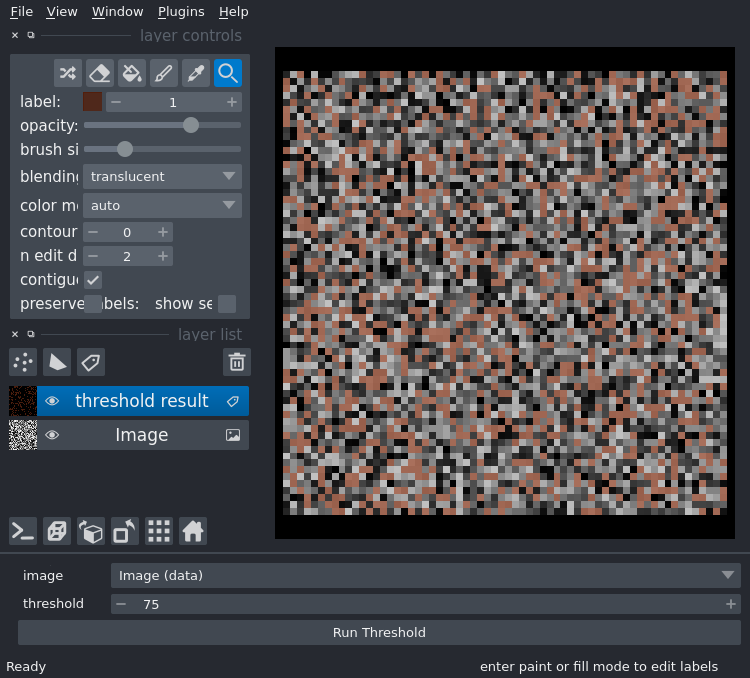 File View Window Plugins Help
layer controls
label: 1
opacity:
brush si
blending translucent
color m auto
contour 0
n edit d 2
contigu
preserve abels: show se
layer list
threshold result
Image
image Image (data)
threshold 75
Run Threshold
Ready enter paint or fill mode to edit labels